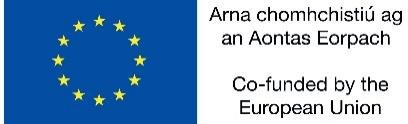 Arna chomhchistiú ag
an Aontas Eorpach
Co-funded by the
European Union